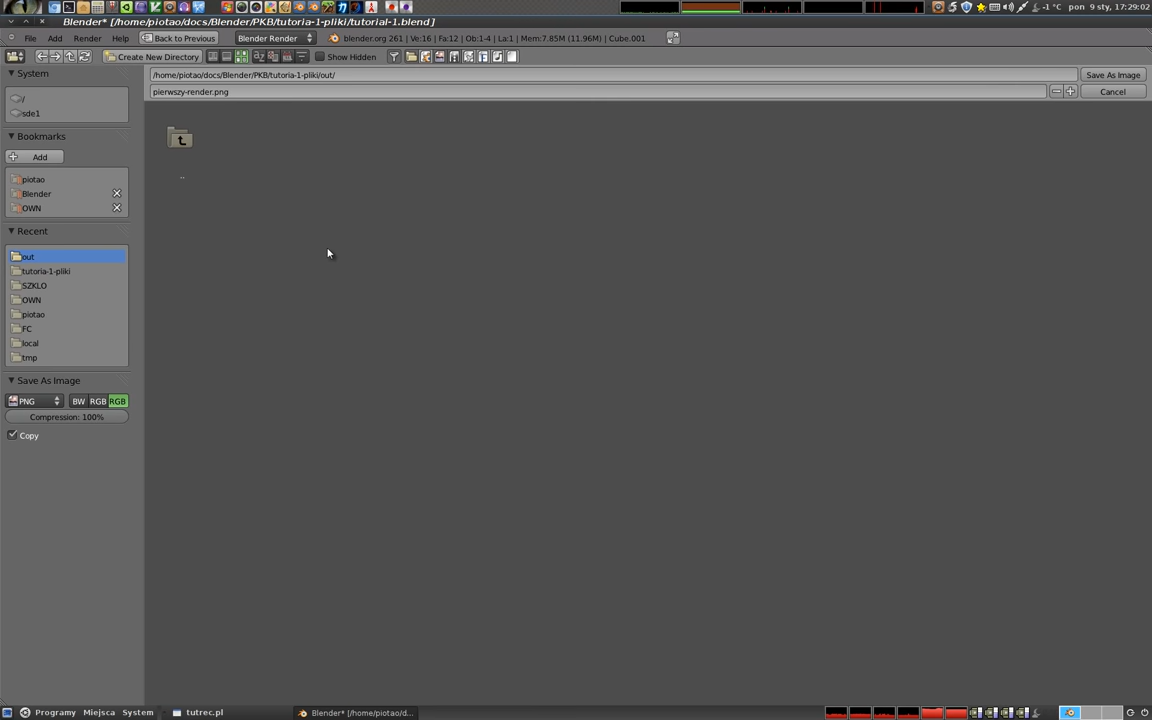 -1 °C pon 9 sty, 17:29:02
Blender* [/home/piotao/docs/Blender/PKB/tutoria-1-pliki/tutorial-1.blend]
File Add Render Help Back to Previous Blender Render blender.org 261 | Ve:16 | Fa:12 | Ob:1-4 | La:1 | Mem:7.85M (11.96M) | Cube.001
Create New Directory Show Hidden
System
/
sde1
Bookmarks
Add
piotao
Blender
OWN
Recent
out
tutoria-1-pliki
SZKLO
OWN
piotao
FC
local
tmp
Save As Image
PNG BW RGB RGB
Compression: 100%
Copy
/home/piotao/docs/Blender/PKB/tutoria-1-pliki/out/ Save As Image
pierwszy-render.png Cancel
..
Programy Miejsca System tutrec.pl Blender* [/home/piotao/d...